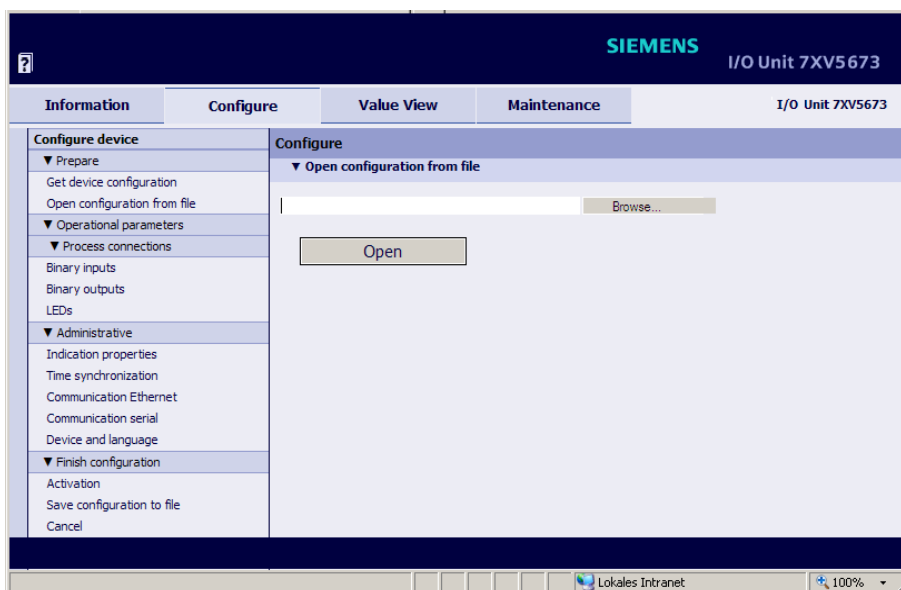 ?
SIEMENS
I/O Unit 7XV5673
Information Configure Value View Maintenance I/O Unit 7XV5673
Configure device
▼ Prepare
Get device configuration
Open configuration from file
▼ Operational parameters
▼ Process connections
Binary inputs
Binary outputs
LEDs
▼ Administrative
Indication properties
Time synchronization
Communication Ethernet
Communication serial
Device and language
▼ Finish configuration
Activation
Save configuration to file
Cancel
Configure
▼ Open configuration from file
Browse...
Open
Lokales Intranet 100%